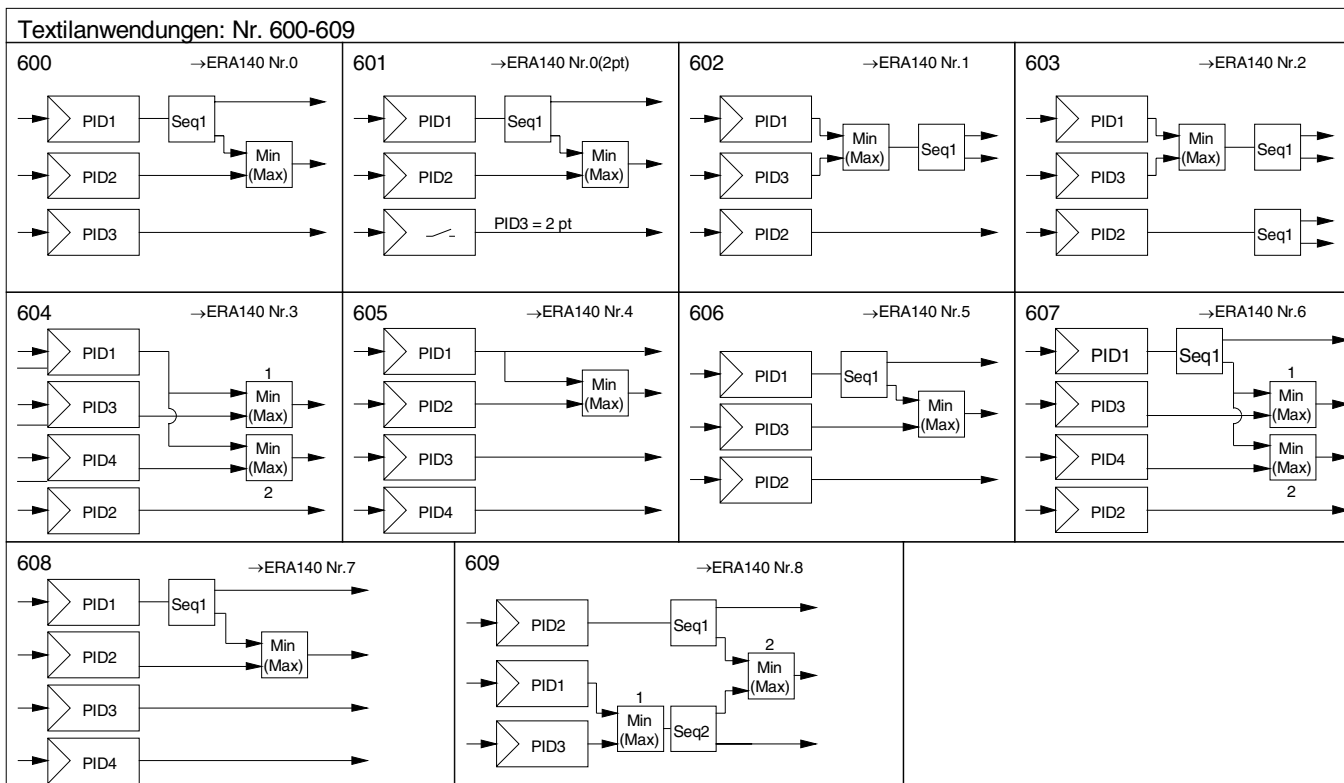 Textilanwendungen: Nr. 600-609
600 →ERA140 Nr.0
PID1 Seq1
PID2 Min (Max)
PID3
601 →ERA140 Nr.0(2pt)
PID1 Seq1
PID2 Min (Max)
PID3 = 2 pt
602 →ERA140 Nr.1
PID1
Min (Max) Seq1
PID3
PID2
603 →ERA140 Nr.2
PID1
Min (Max) Seq1
PID3
PID2 Seq1
604 →ERA140 Nr.3
PID1
1
PID3 Min (Max)
PID4 Min (Max)
2
PID2
605 →ERA140 Nr.4
PID1
PID2 Min (Max)
PID3
PID4
606 →ERA140 Nr.5
PID1 Seq1
PID3 Min (Max)
PID2
607 →ERA140 Nr.6
PID1 Seq1
1
PID3 Min (Max)
PID4 Min (Max)
2
PID2
608 →ERA140 Nr.7
PID1 Seq1
PID2 Min (Max)
PID3
PID4
609 →ERA140 Nr.8
PID2 Seq1
2
Min (Max)
PID1
1
PID3 Min (Max) Seq2